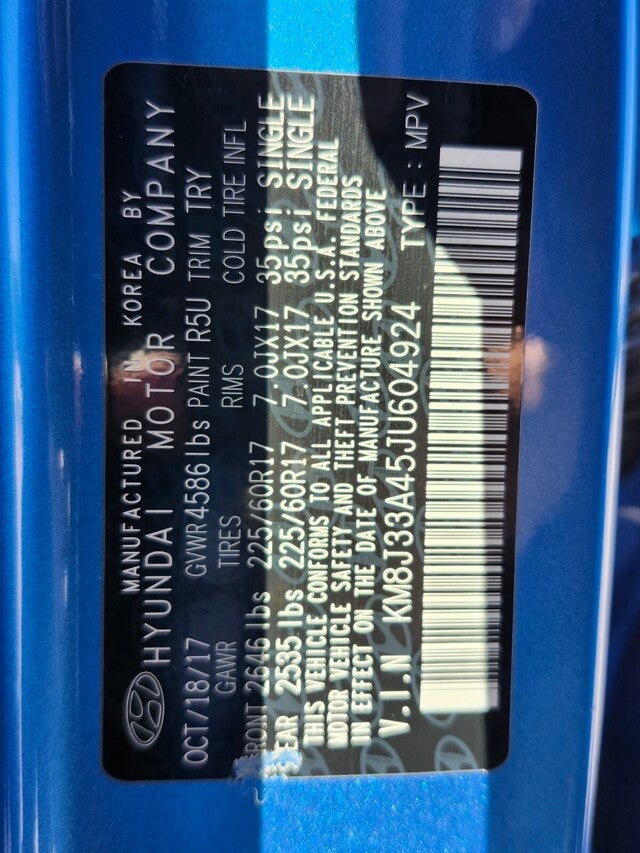 MANUFACTURED IN KOREA BY
HYUNDAI MOTOR COMPANY
OCT/18/17 GVWR 4586lbs PAINT R5U TRIM TRY
GAWR TIRES RIMS COLD TIRE INFL
FRONT 2646 lbs 225/60R17 7.0JX17 35psi SINGLE
REAR 2535 lbs 225/60R17 7.0JX17 35psi SINGLE
THIS VEHICLE CONFORMS TO ALL APPLICABLE U.S.A. FEDERAL
MOTOR VEHICLE SAFETY AND THEFT PREVENTION STANDARDS
IN EFFECT ON THE DATE OF MANUFACTURE SHOWN ABOVE
V.I.N KM8J33A45JU604924 TYPE : MPV